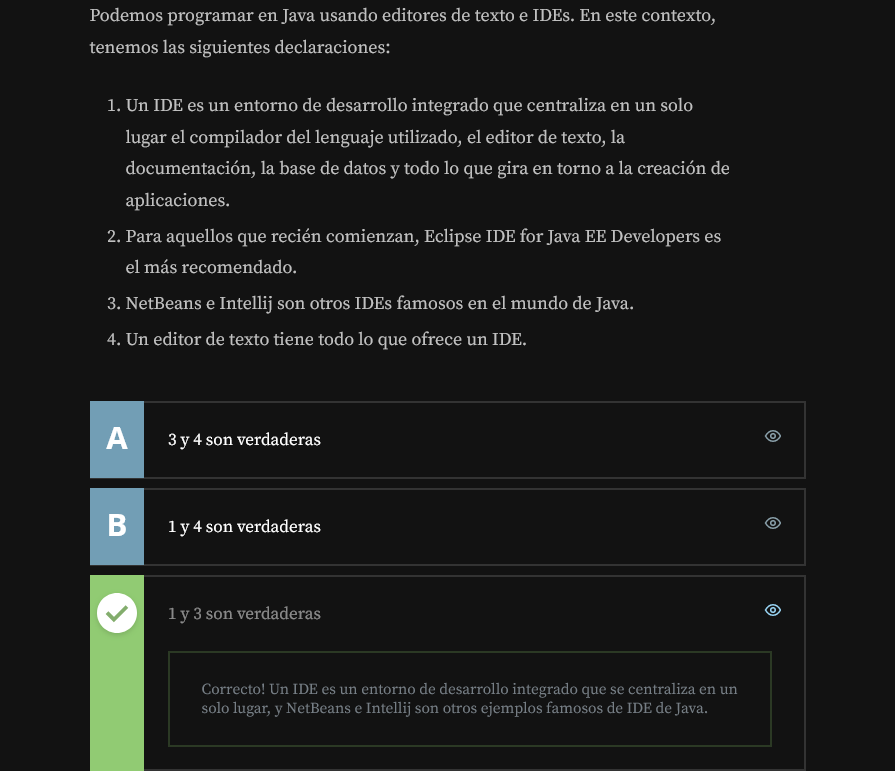 Podemos programar en Java usando editores de texto e IDEs. En este contexto,
tenemos las siguientes declaraciones:
1. Un IDE es un entorno de desarrollo integrado que centraliza en un solo
lugar el compilador del lenguaje utilizado, el editor de texto, la
documentación, la base de datos y todo lo que gira en torno a la creación de
aplicaciones.
2. Para aquellos que recién comienzan, Eclipse IDE for Java EE Developers es
el más recomendado.
3. NetBeans e Intellij son otros IDEs famosos en el mundo de Java.
4. Un editor de texto tiene todo lo que ofrece un IDE.
A 3 y 4 son verdaderas
B 1 y 4 son verdaderas
1 y 3 son verdaderas
Correcto! Un IDE es un entorno de desarrollo integrado que se centraliza en un
solo lugar, y NetBeans e Intellij son otros ejemplos famosos de IDE de Java.